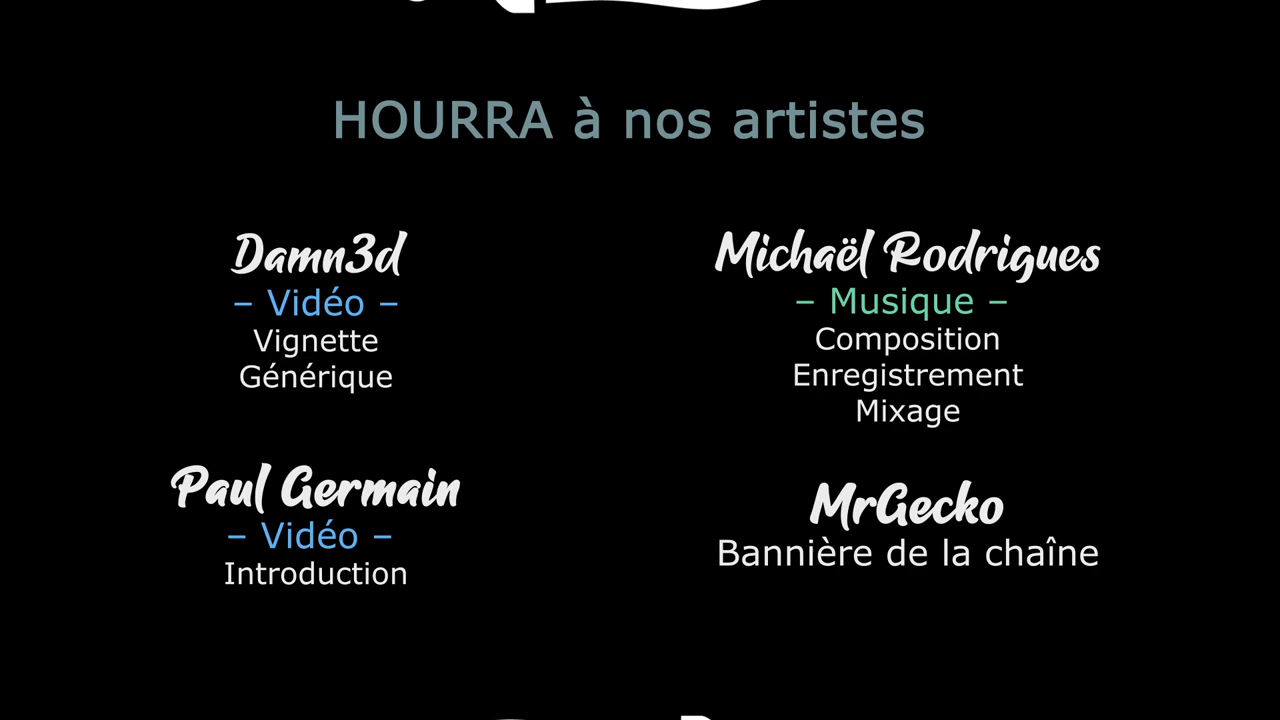 HOURRA à nos artistes
Damn3d
– Vidéo –
Vignette
Générique
Michaël Rodrigues
– Musique –
Composition
Enregistrement
Mixage
Paul Germain
– Vidéo –
Introduction
MrGecko
Bannière de la chaîne